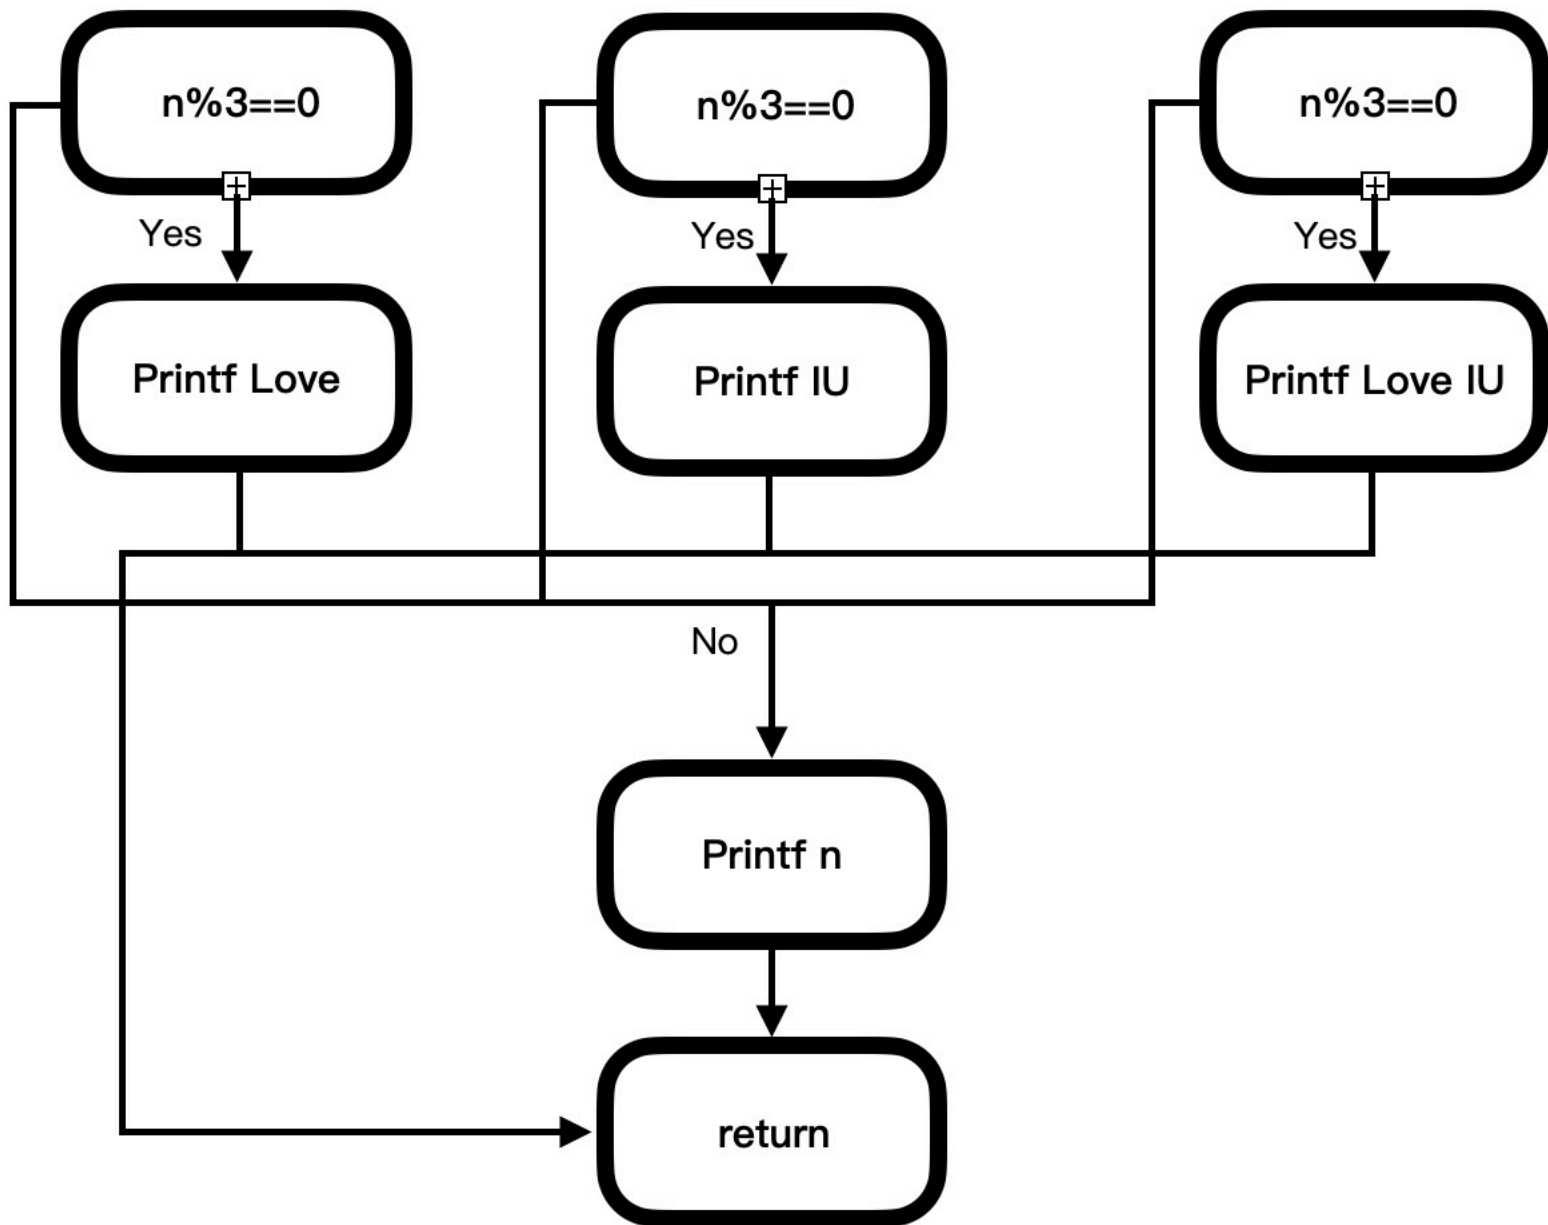 n%3==0
n%3==0
n%3==0
Yes
Yes
Yes
Printf Love
Printf IU
Printf Love IU
No
Printf n
return